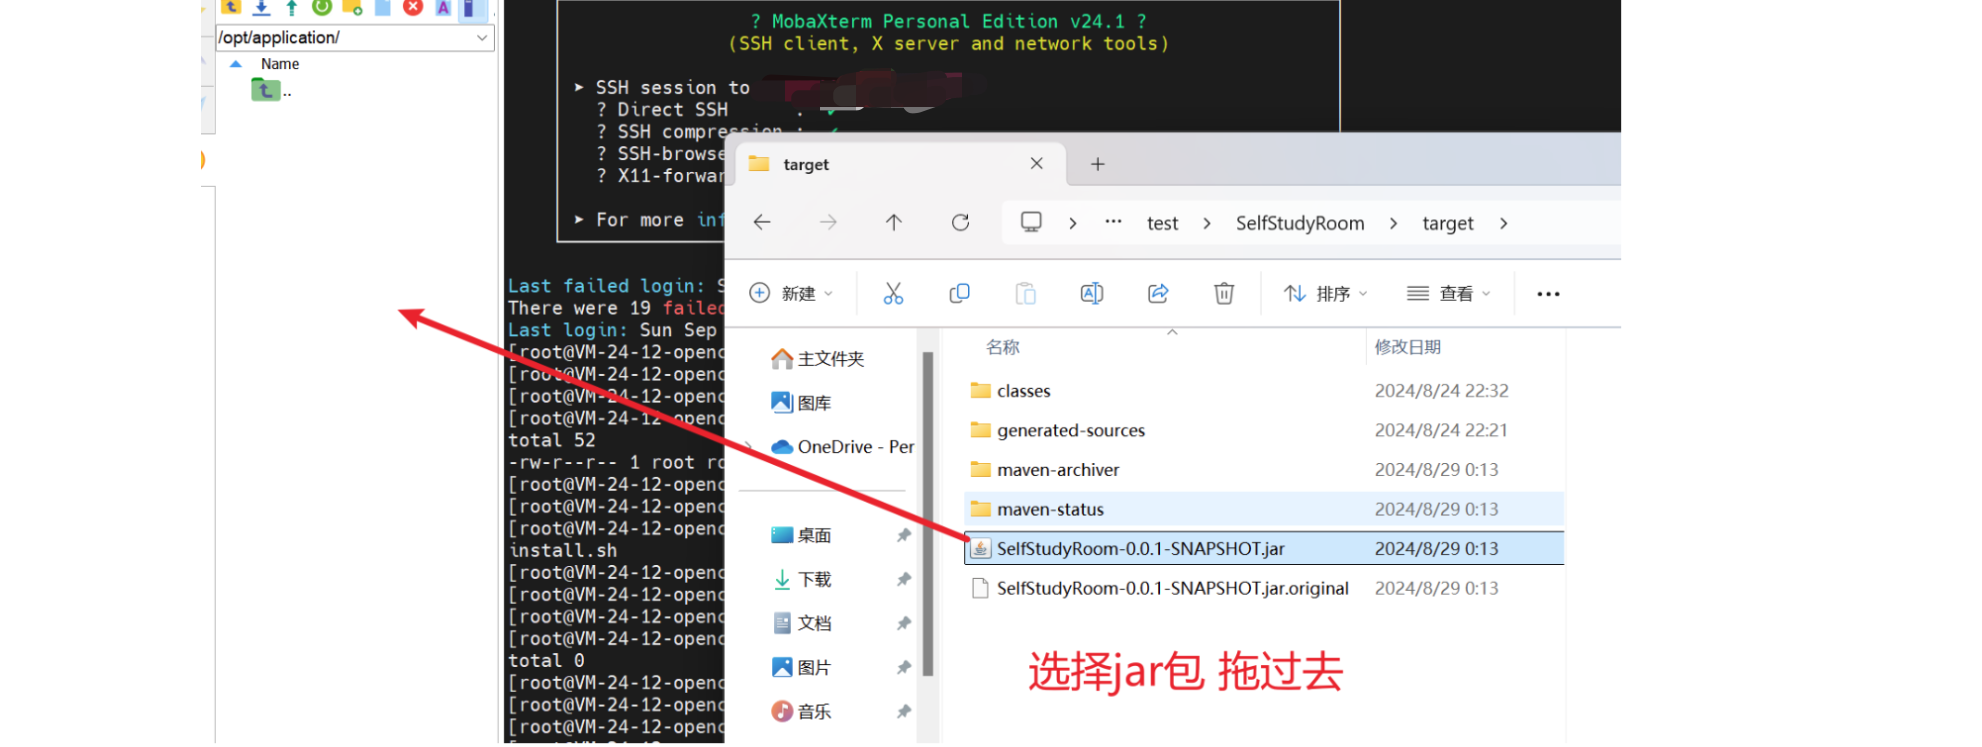 /opt/application/
Name
..
? MobaXterm Personal Edition v24.1 ?
(SSH client, X server and network tools)
➤ SSH session to
? Direct SSH :
? SSH compression :
? SSH-browse
? X11-forwar
➤ For more inf
Last failed login: S
There were 19 failed
Last login: Sun Sep
[root@VM-24-12-openc
[root@VM-24-12-openc
[root@VM-24-12-openc
[root@VM-24-12-openc
total 52
-rw-r--r-- 1 root ro
[root@VM-24-12-openc
[root@VM-24-12-openc
[root@VM-24-12-openc
install.sh
[root@VM-24-12-openc
[root@VM-24-12-openc
[root@VM-24-12-openc
[root@VM-24-12-openc
total 0
[root@VM-24-12-openc
[root@VM-24-12-openc
[root@VM-24-12-openc
target
test > SelfStudyRoom > target >
新建
排序
查看
主文件夹
图库
OneDrive - Per
桌面
下载
文档
图片
音乐
名称 修改日期
classes 2024/8/24 22:32
generated-sources 2024/8/24 22:21
maven-archiver 2024/8/29 0:13
maven-status 2024/8/29 0:13
SelfStudyRoom-0.0.1-SNAPSHOT.jar 2024/8/29 0:13
SelfStudyRoom-0.0.1-SNAPSHOT.jar.original 2024/8/29 0:13
选择jar包 拖过去